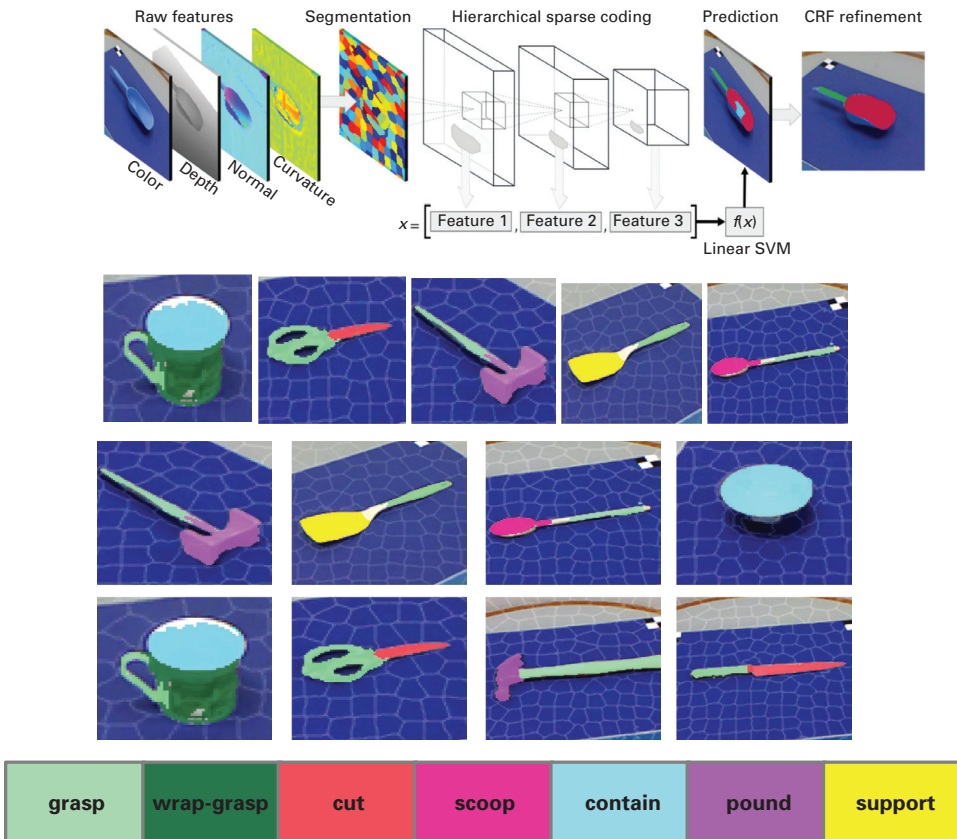 Raw features
Segmentation
Hierarchical sparse coding
Prediction
CRF refinement
Color
Depth
Normal
Curvature
x = [ Feature 1 , Feature 2 , Feature 3 ]
f(x)
Linear SVM
grasp
wrap-grasp
cut
scoop
contain
pound
support